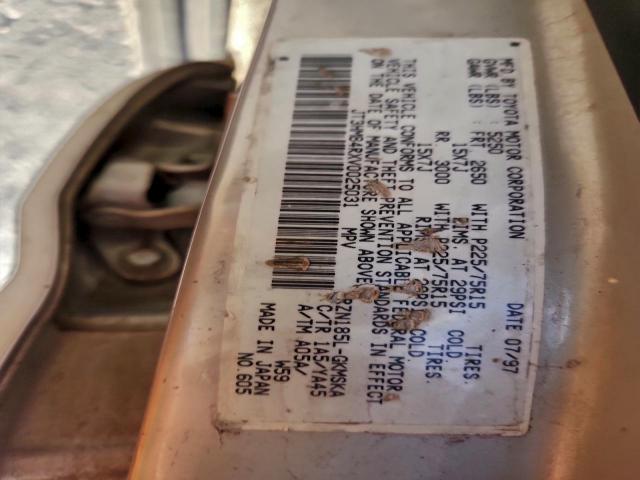 MFD BY TOYOTA MOTOR CORPORATION DATE 07/97
GVWR (LBS) : 5250
GAWR (LBS) : FRT. 2650 WITH P225/75R15 TIRES.
15X7J RIMS. AT 29PSI COLD
RR. 3000 WITH P225/75R15 TIRES.
15X7J AT 29PSI COLD
THIS VEHICLE CONFORMS TO ALL APPLICABLE FEDERAL MOTOR
VEHICLE SAFETY AND THEFT PREVENTION STANDARDS IN EFFECT
ON THE DATE OF MANUFACTURE SHOWN ABOVE.
MPV
RZN185L-GKMSKA
C/TR 1A5/YA45
A/TM A05A/
W59
MADE IN JAPAN
NO.605